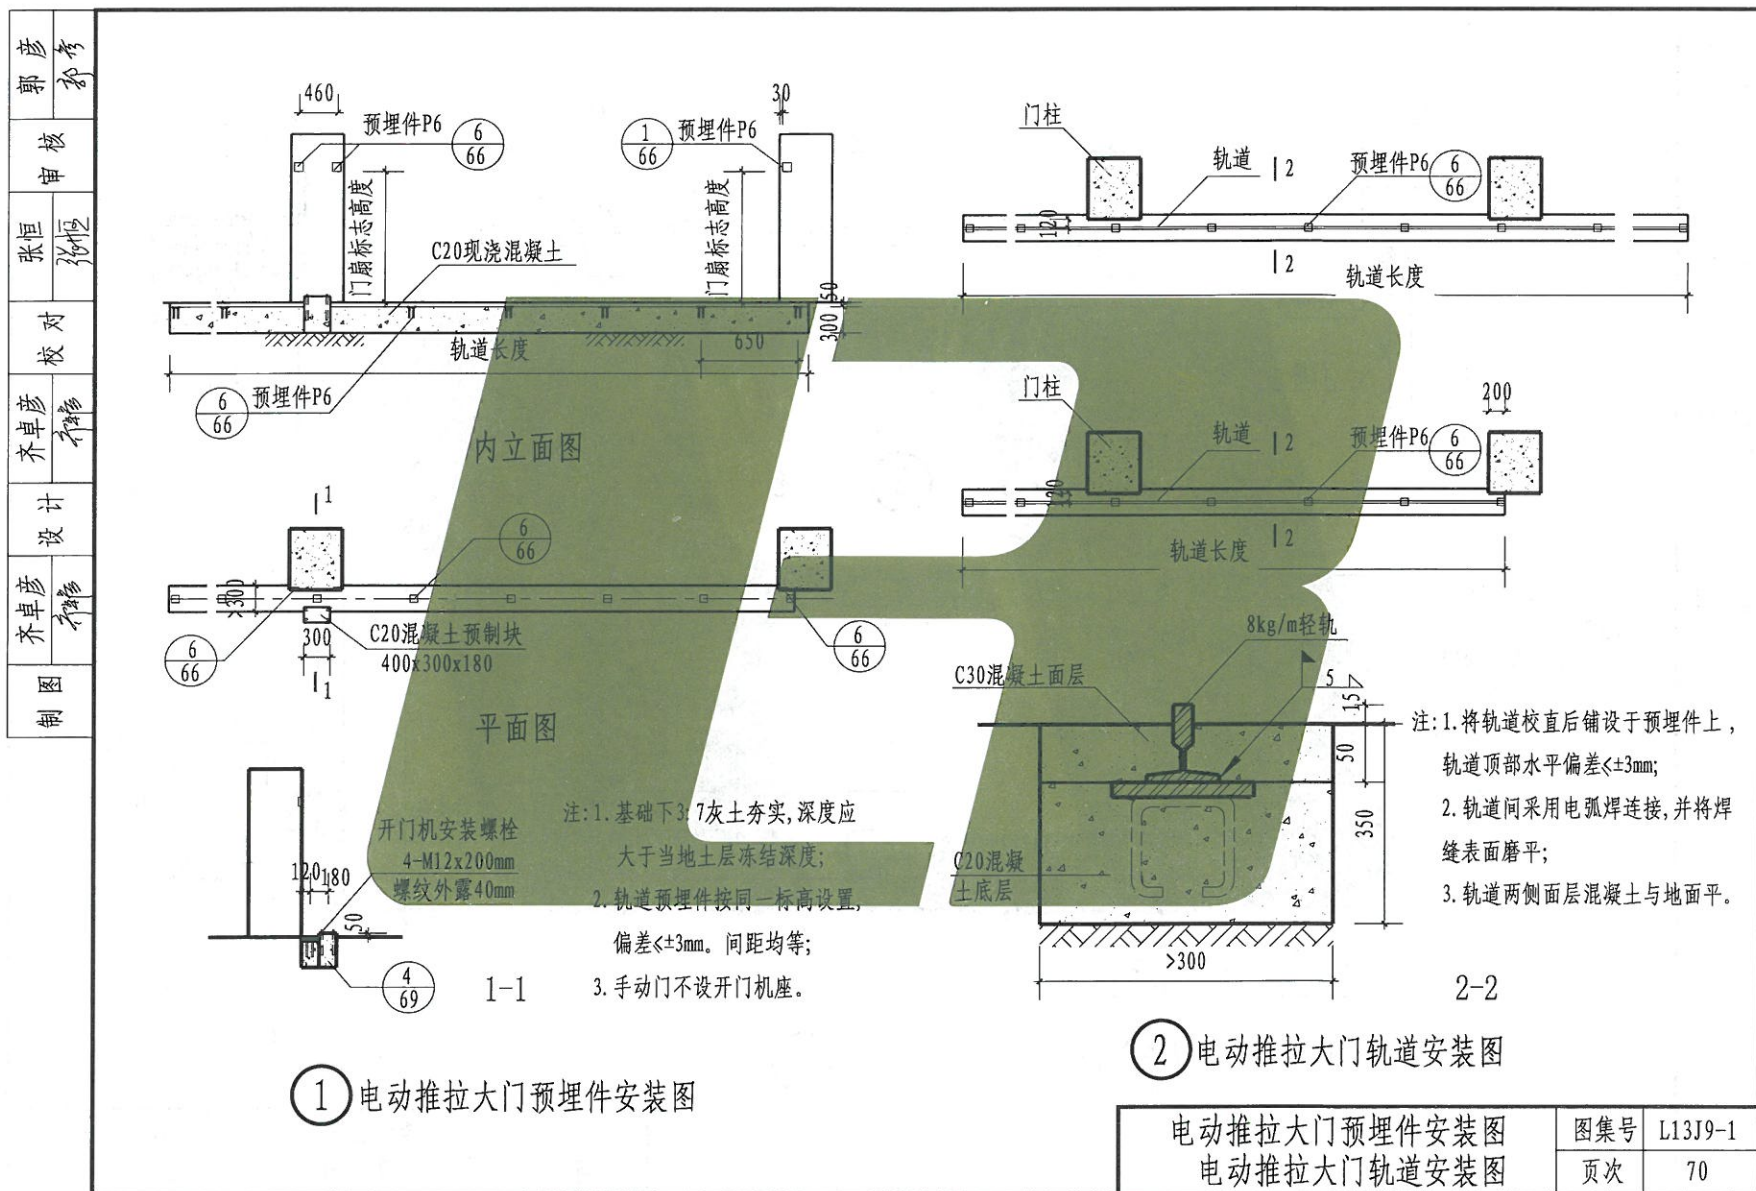 郭彦
审核
张恒
张恒
校对
齐卓彦
设计
齐卓彦
制图
460
预埋件P6
6
66
门扇标志高度
C20现浇混凝土
1
66
预埋件P6
30
门扇标志高度
50
300
轨道长度
650
6
66
预埋件P6
内立面图
1
6
66
>300
300
C20混凝土预制块
400x300x180
6
66
6
66
1
平面图
开门机安装螺栓
4-M12x200mm
螺纹外露40mm
120
180
50
4
69
1-1
注:1.基础下3:7灰土夯实,深度应
大于当地土层冻结深度;
2.轨道预埋件按同一标高设置,
偏差≤±3mm。间距均等;
3.手动门不设开门机座。
1
电动推拉大门预埋件安装图
门柱
轨道
2
预埋件P6
6
66
120
2
轨道长度
门柱
200
轨道
2
预埋件P6
6
66
120
2
轨道长度
8kg/m轻轨
C30混凝土面层
5
15
50
350
C20混凝
土底层
>300
2-2
注:1.将轨道校直后铺设于预埋件上,
轨道顶部水平偏差≤±3mm;
2.轨道间采用电弧焊连接,并将焊
缝表面磨平;
3.轨道两侧面层混凝土与地面平。
2
电动推拉大门轨道安装图
电动推拉大门预埋件安装图
电动推拉大门轨道安装图
图集号
L13J9-1
页次
70